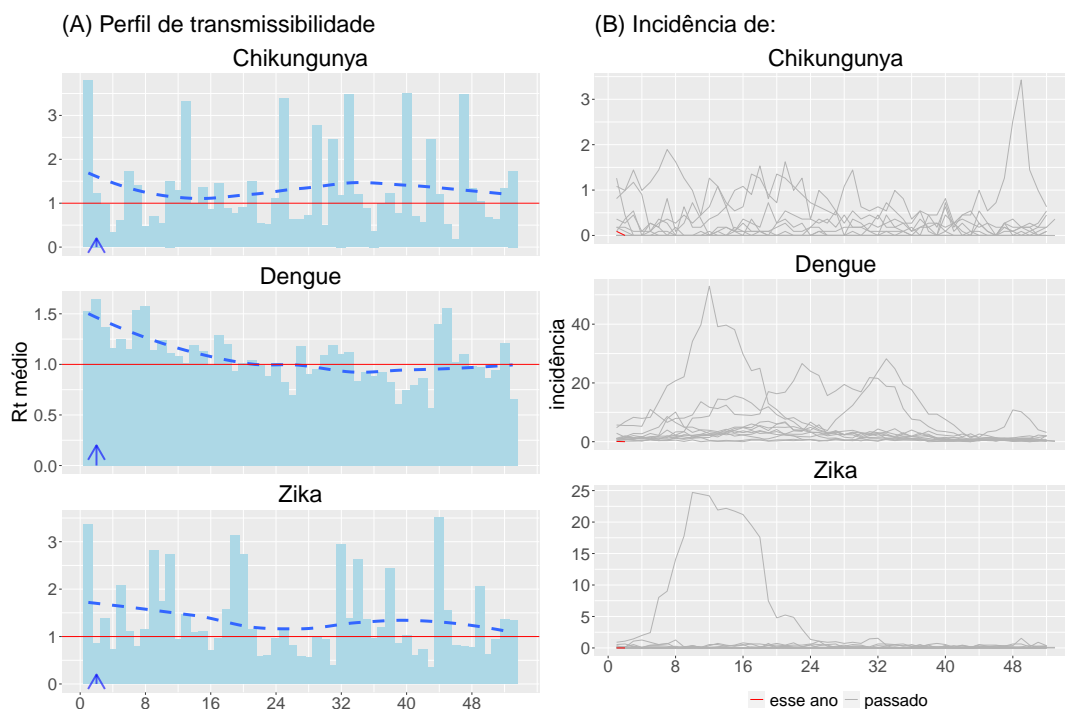 (A) Perfil de transmissibilidade
Chikungunya
3
2
1
0
Dengue
1.5
1.0
0.5
0.0
Rt médio
Zika
3
2
1
0
0 8 16 24 32 40 48
(B) Incidência de:
Chikungunya
3
2
1
0
Dengue
40
20
0
incidência
Zika
25
20
15
10
5
0
0 8 16 24 32 48
esse ano passado